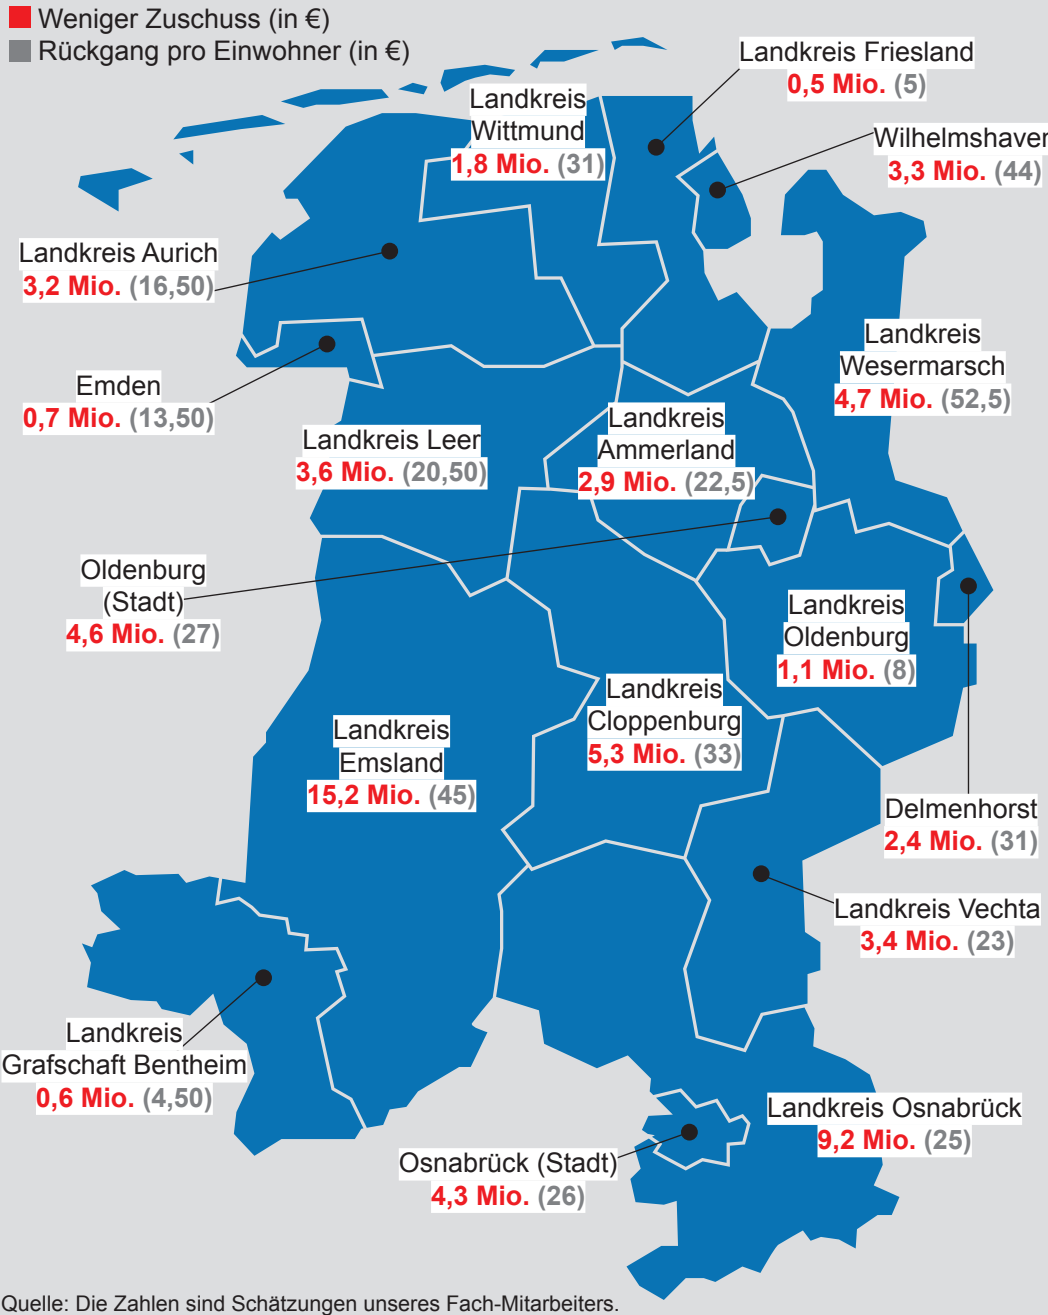 Weniger Zuschuss (in €)
Rückgang pro Einwohner (in €)
Landkreis Friesland
0,5 Mio. (5)
Landkreis
Wittmund
1,8 Mio. (31)
Wilhelmshaven
3,3 Mio. (44)
Landkreis Aurich
3,2 Mio. (16,50)
Landkreis
Wesermarsch
4,7 Mio. (52,5)
Emden
0,7 Mio. (13,50)
Landkreis Leer
3,6 Mio. (20,50)
Landkreis
Ammerland
2,9 Mio. (22,5)
Oldenburg
(Stadt)
4,6 Mio. (27)
Landkreis
Oldenburg
1,1 Mio. (8)
Landkreis
Cloppenburg
5,3 Mio. (33)
Landkreis
Emsland
15,2 Mio. (45)
Delmenhorst
2,4 Mio. (31)
Landkreis Vechta
3,4 Mio. (23)
Landkreis
Grafschaft Bentheim
0,6 Mio. (4,50)
Landkreis Osnabrück
9,2 Mio. (25)
Osnabrück (Stadt)
4,3 Mio. (26)
Quelle: Die Zahlen sind Schätzungen unseres Fach-Mitarbeiters.